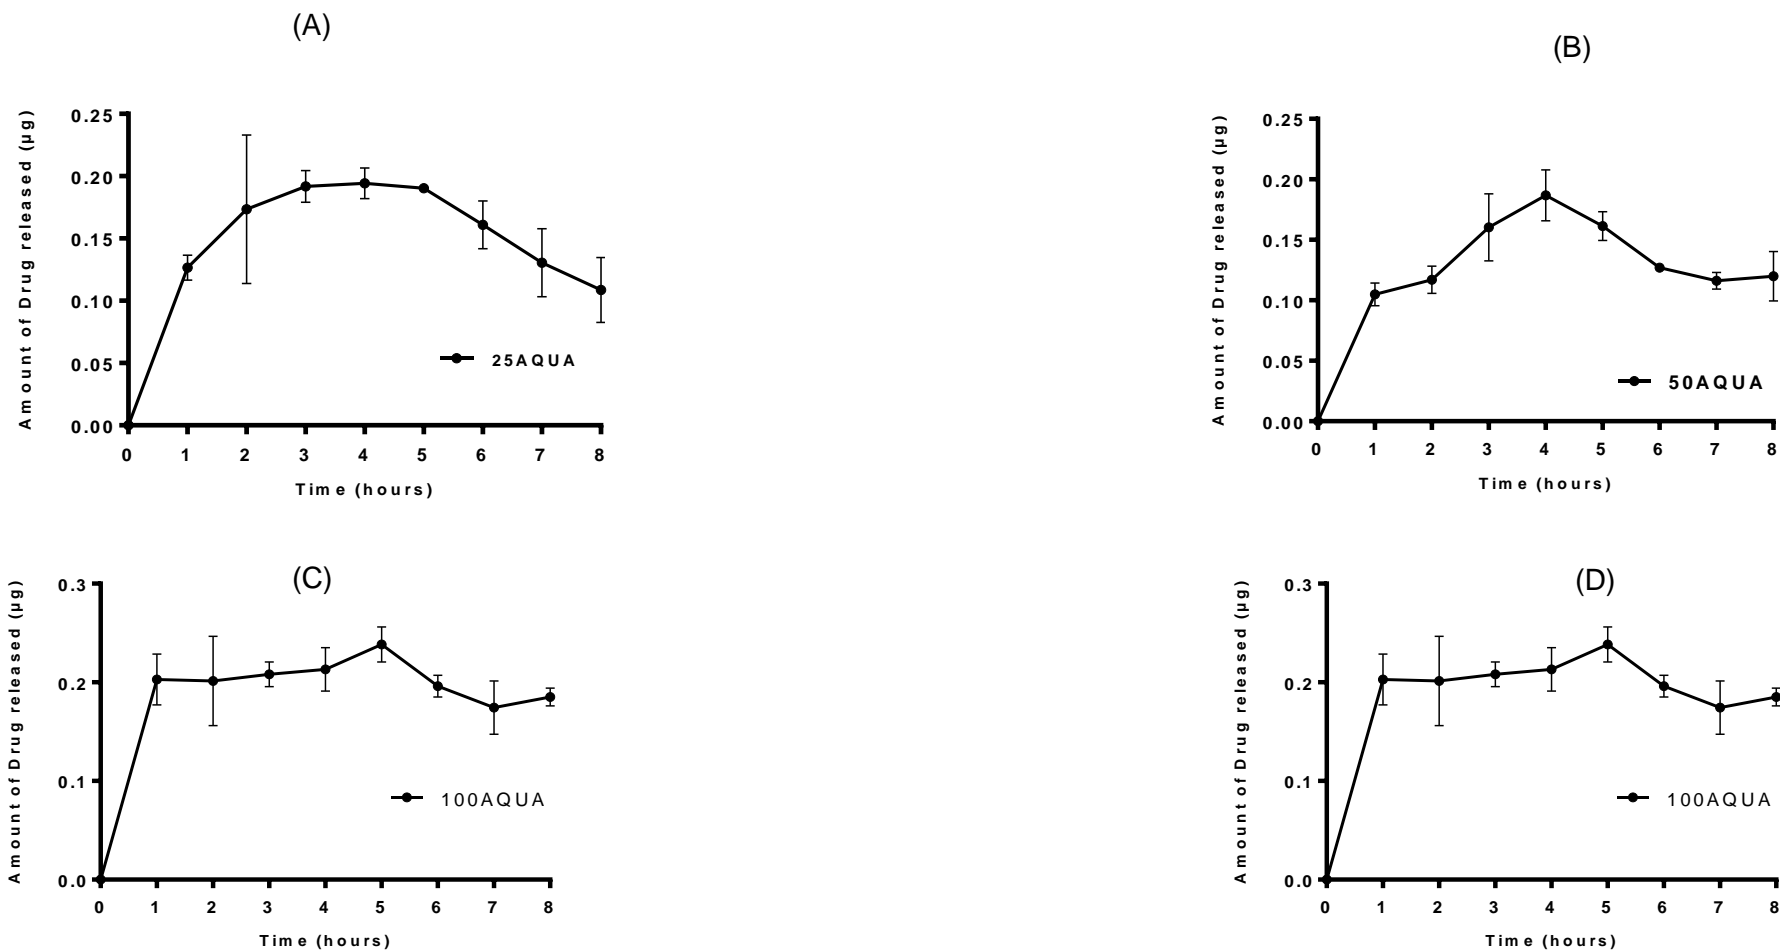 (A)
Amount of Drug released (µg)
0.25
0.20
0.15
0.10
0.05
0.00
25AQUA
0 1 2 3 4 5 6 7 8
Time (hours)
(B)
Amount of Drug released (µg)
0.25
0.20
0.15
0.10
0.05
0.00
50AQUA
0 1 2 3 4 5 6 7 8
Time (hours)
(C)
Amount of Drug released (µg)
0.3
0.2
0.1
0.0
100AQUA
0 1 2 3 4 5 6 7 8
Time (hours)
(D)
Amount of Drug released (µg)
0.3
0.2
0.1
0.0
100AQUA
0 1 2 3 4 5 6 7 8
Time (hours)